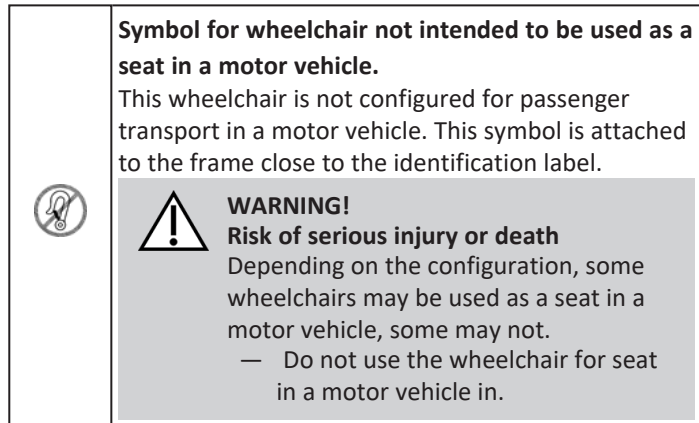 Symbol for wheelchair not intended to be used as a
seat in a motor vehicle.
This wheelchair is not configured for passenger
transport in a motor vehicle. This symbol is attached
to the frame close to the identification label.
WARNING!
Risk of serious injury or death
Depending on the configuration, some
wheelchairs may be used as a seat in a
motor vehicle, some may not.
— Do not use the wheelchair for seat
in a motor vehicle in.